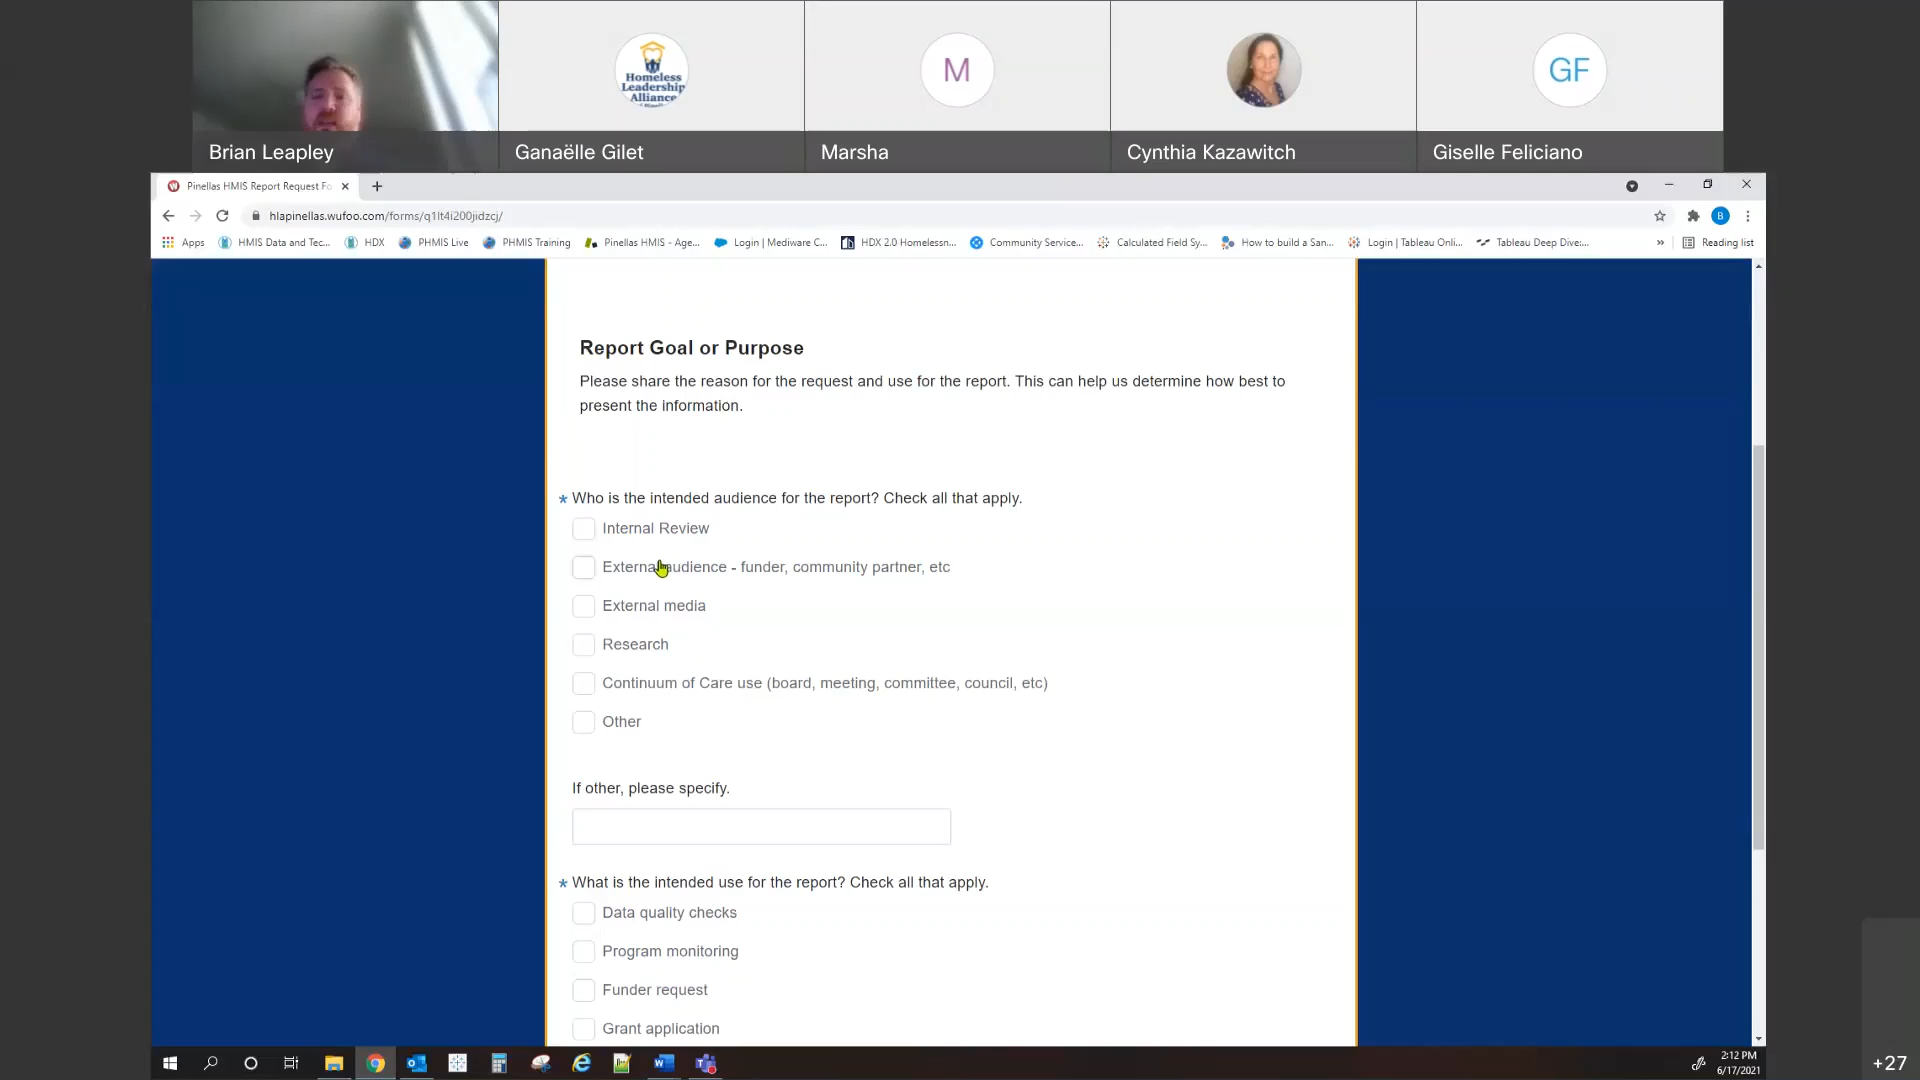 Homeless
Leadership
Alliance
M
GF
Brian Leapley
Ganaëlle Gilet
Marsha
Cynthia Kazawitch
Giselle Feliciano
Pinellas HMIS Report Request Fo
hlapinellas.wufoo.com/forms/q1lt4i200jidzcj/
B
Apps
HMIS Data and Tec...
HDX
PHMIS Live
PHMIS Training
Pinellas HMIS - Age...
Login | Mediware C...
HDX 2.0 Homelessn...
Community Service...
Calculated Field Sy...
How to build a San...
Login | Tableau Onli...
Tableau Deep Dive:...
»
Reading list
Report Goal or Purpose
Please share the reason for the request and use for the report. This can help us determine how best to
present the information.
* Who is the intended audience for the report? Check all that apply.
Internal Review
External audience - funder, community partner, etc
External media
Research
Continuum of Care use (board, meeting, committee, council, etc)
Other
If other, please specify.
* What is the intended use for the report? Check all that apply.
Data quality checks
Program monitoring
Funder request
Grant application
2:12 PM
6/17/2021
+27